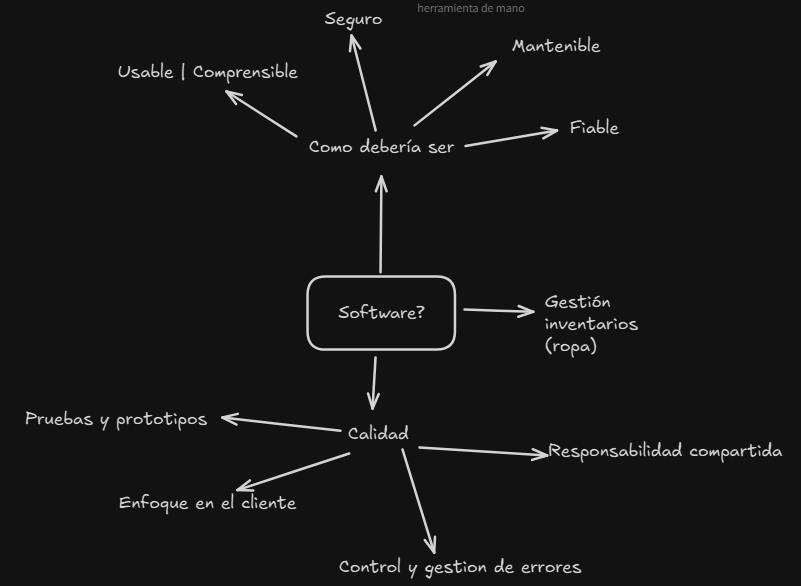 herramienta de mano
Seguro
Mantenible
Usable | Comprensible
Fiable
Como debería ser
Software?
Gestión
inventarios
(ropa)
Pruebas y prototipos
Calidad
Responsabilidad compartida
Enfoque en el cliente
Control y gestion de errores